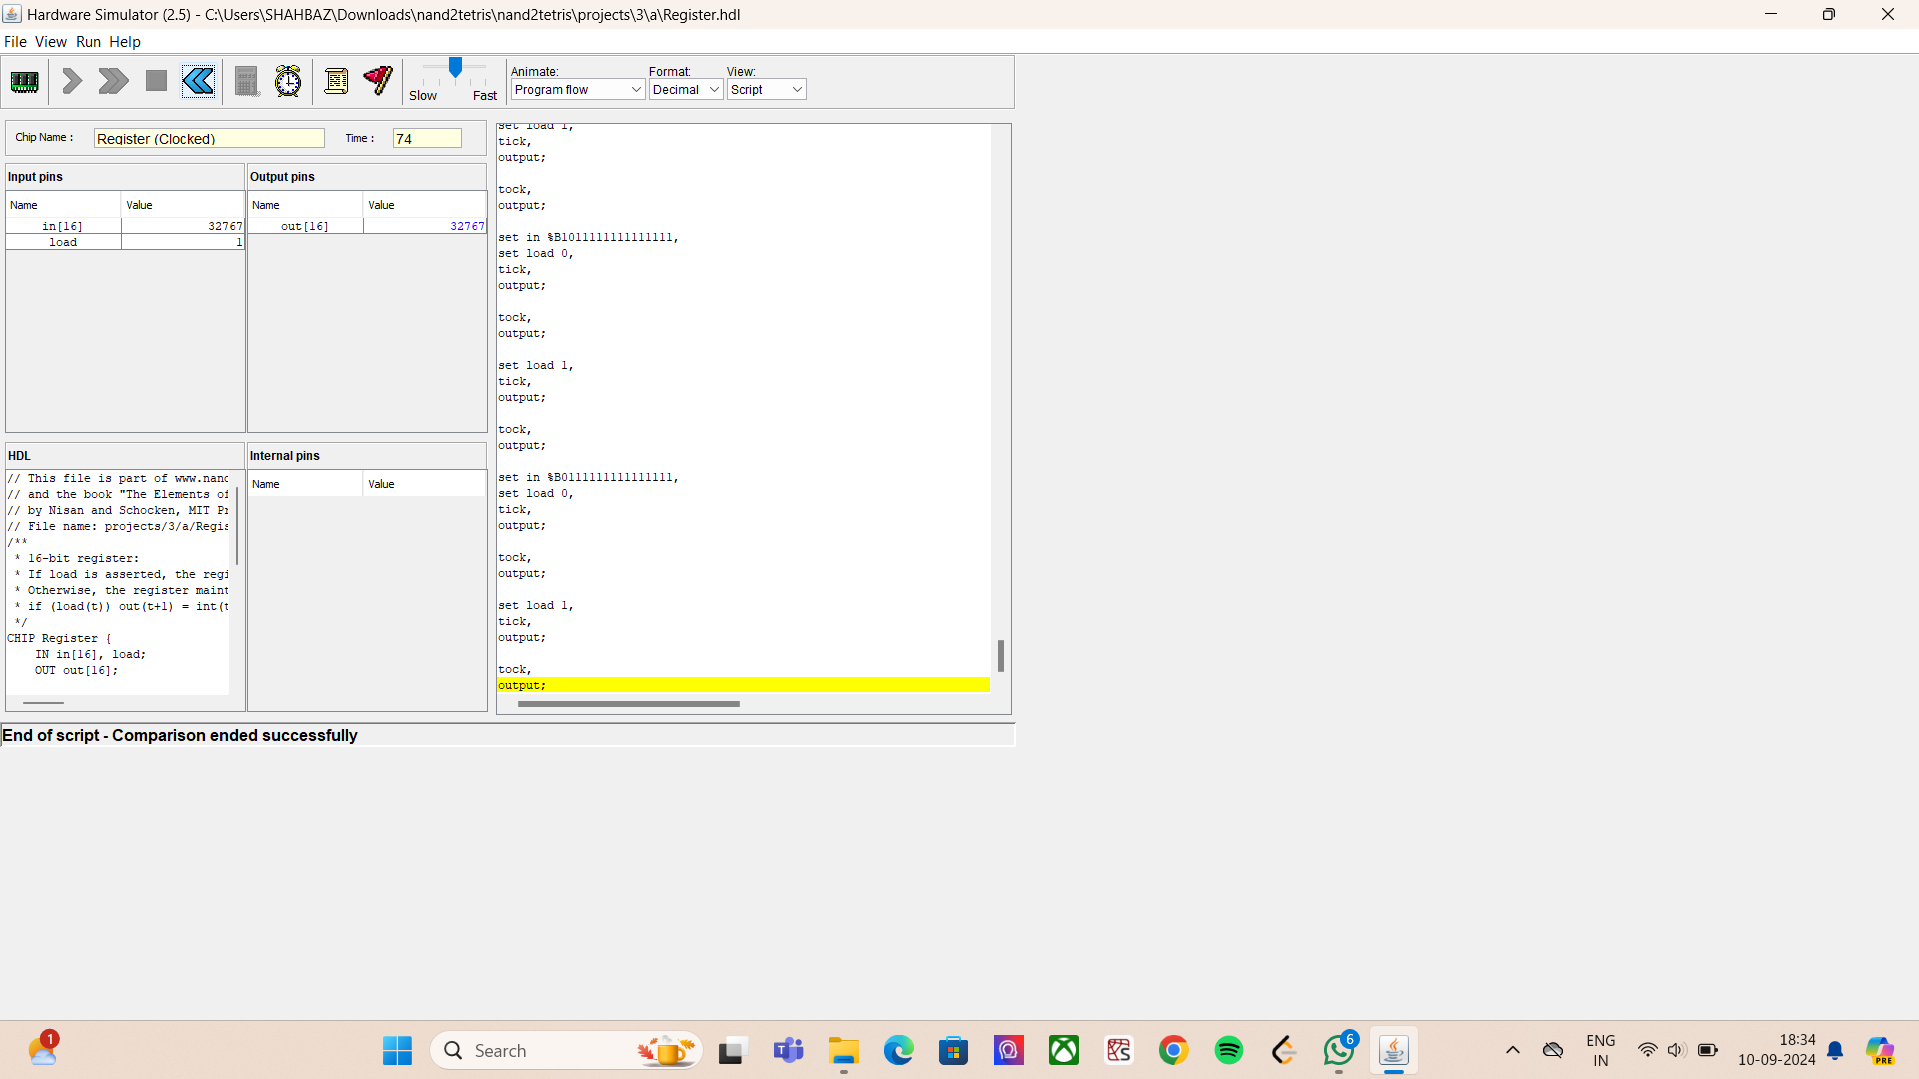 Hardware Simulator (2.5) - C:\Users\SHAHBAZ\Downloads\nand2tetris\nand2tetris\projects\3\a\Register.hdl
File View Run Help
Slow Fast
Animate: Format: View:
Program flow Decimal Script
Chip Name : Register (Clocked) Time : 74
Input pins
Name Value
in[16] 32767
load 1
Output pins
Name Value
out[16] 32767
HDL
// This file is part of www.nand
// and the book "The Elements of
// by Nisan and Schocken, MIT Pr
// File name: projects/3/a/Regis
/**
* 16-bit register:
* If load is asserted, the regi
* Otherwise, the register maint
* if (load(t)) out(t+1) = int(t
*/
CHIP Register {
IN in[16], load;
OUT out[16];
Internal pins
Name Value
set load 1,
tick,
output;
tock,
output;
set in %B1011111111111111,
set load 0,
tick,
output;
tock,
output;
set load 1,
tick,
output;
tock,
output;
set in %B0111111111111111,
set load 0,
tick,
output;
tock,
output;
set load 1,
tick,
output;
tock,
output;
End of script - Comparison ended successfully
1
Search
6
ENG
IN
18:34
10-09-2024
PRE